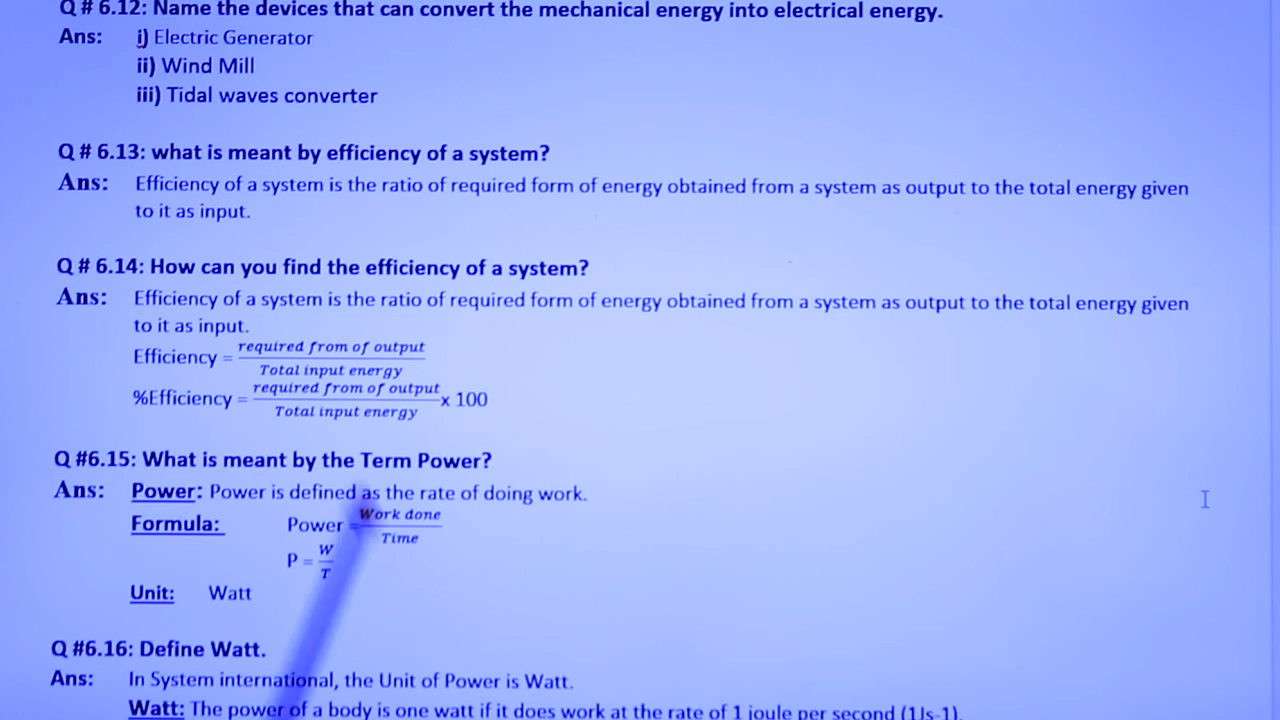 Q # 6.12: Name the devices that can convert the mechanical energy into electrical energy.
Ans: i) Electric Generator
ii) Wind Mill
iii) Tidal waves converter
Q # 6.13: what is meant by efficiency of a system?
Ans: Efficiency of a system is the ratio of required form of energy obtained from a system as output to the total energy given
to it as input.
Q # 6.14: How can you find the efficiency of a system?
Ans: Efficiency of a system is the ratio of required form of energy obtained from a system as output to the total energy given
to it as input.
Efficiency = required from of output / Total input energy
%Efficiency = required from of output / Total input energy x 100
Q #6.15: What is meant by the Term Power?
Ans: Power: Power is defined as the rate of doing work.
Formula: Power = Work done / Time
P = W / T
Unit: Watt
Q #6.16: Define Watt.
Ans: In System international, the Unit of Power is Watt.
Watt: The power of a body is one watt if it does work at the rate of 1 joule per second (1Js-1).